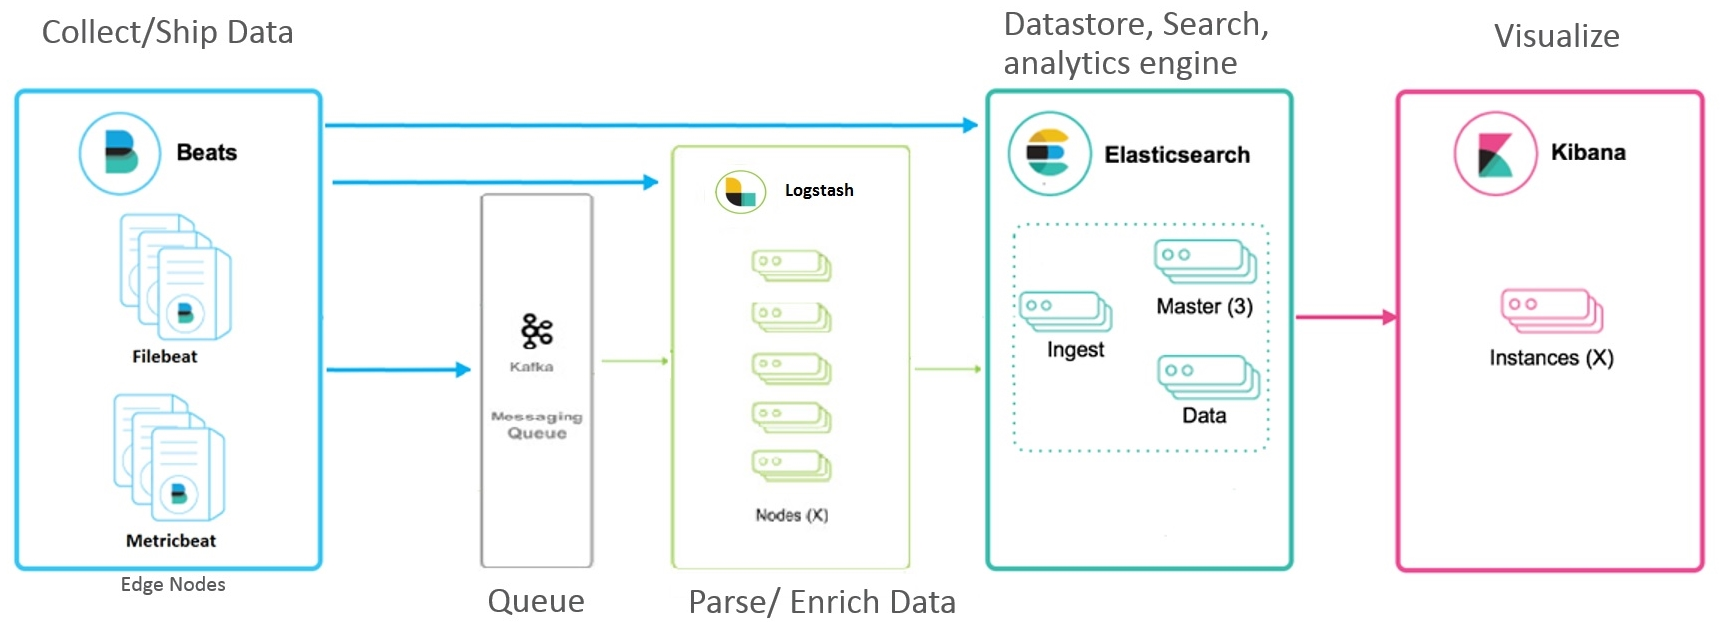 Collect/Ship Data
Datastore, Search,
analytics engine
Visualize
Beats
Filebeat
Metricbeat
Edge Nodes
Kafka
Messaging
Queue
Queue
Logstash
Nodes (X)
Parse/ Enrich Data
Elasticsearch
Master (3)
Ingest
Data
Kibana
Instances (X)